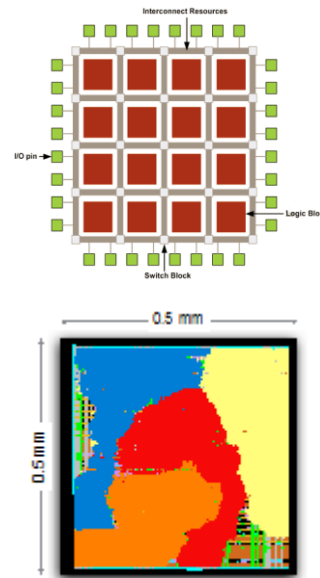 Interconnect Resources
I/O pin
Logic Blo
Switch Block
0.5 mm
0.5 mm